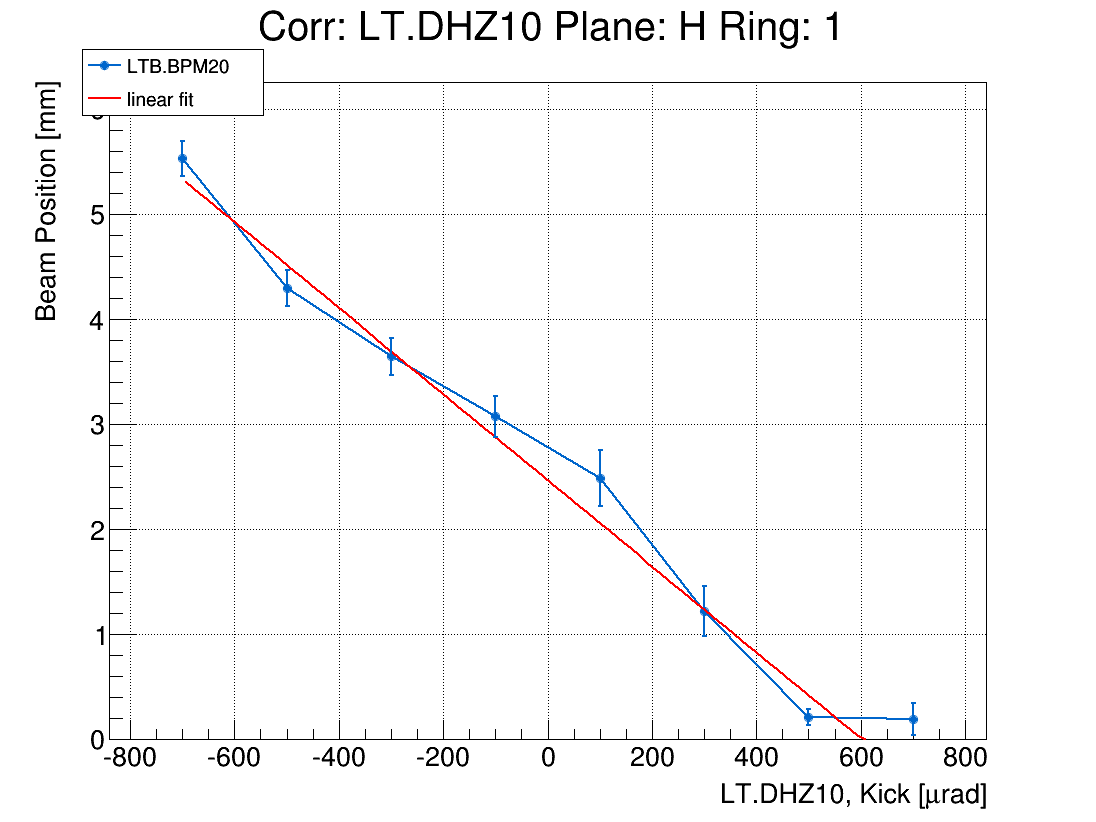 Corr: LT.DHZ10 Plane: H Ring: 1
LTB.BPM20
linear fit
Beam Position [mm]
5
4
3
2
1
0
-800 -600 -400 -200 0 200 400 600 800
LT.DHZ10, Kick [μrad]